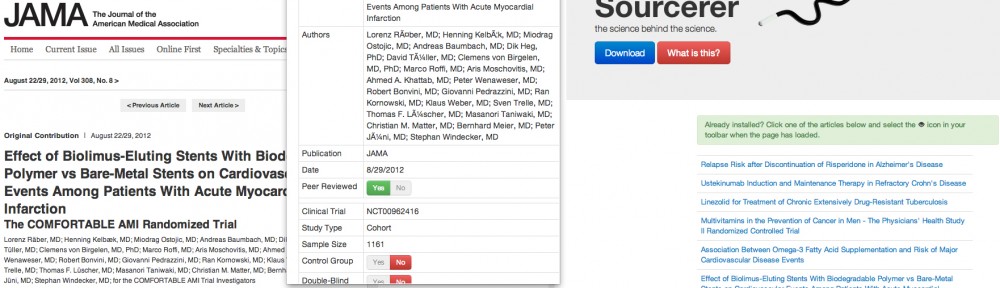 JAMA The Journal of the
American Medical Association
Home Current Issue All Issues Online First Specialties & Topics
August 22/29, 2012, Vol 308, No. 8 >
< Previous Article Next Article >
Original Contribution | August 22/29, 2012
Effect of Biolimus-Eluting Stents With Biod
Polymer vs Bare-Metal Stents on Cardiovas
Events Among Patients With Acute Myocard
Infarction
The COMFORTABLE AMI Randomized Trial
Lorenz Räber, MD; Henning Kelbæk, MD; Miodrag Ostojic, MD; Andreas Baumbach, MD; Di
Tüller, MD; Clemens von Birgelen, MD, PhD; Marco Roffi, MD; Aris Moschovitis, MD; Ahmed
Wenaweser, MD; Robert Bonvini, MD; Giovanni Pedrazzini, MD; Ran Kornowski, MD; Klaus
Trelle, MD; Thomas F. Lüscher, MD; Masanori Taniwaki, MD; Christian M. Matter, MD; Bernh
Jüni, MD; Stephan Windecker, MD; for the COMFORTABLE AMI Trial Investigators
Events Among Patients With Acute Myocardial
Infarction
Authors
Lorenz RÃ¤ber, MD; Henning KelbÃ¦k, MD; Miodrag
Ostojic, MD; Andreas Baumbach, MD; Dik Heg,
PhD; David TÃ¼ller, MD; Clemens von Birgelen,
MD, PhD; Marco Roffi, MD; Aris Moschovitis, MD;
Ahmed A. Khattab, MD; Peter Wenaweser, MD;
Robert Bonvini, MD; Giovanni Pedrazzini, MD; Ran
Kornowski, MD; Klaus Weber, MD; Sven Trelle, MD;
Thomas F. LÃ¼scher, MD; Masanori Taniwaki, MD;
Christian M. Matter, MD; Bernhard Meier, MD; Peter
JÃ¼ni, MD; Stephan Windecker, MD
Publication JAMA
Date 8/29/2012
Peer Reviewed Yes No
Clinical Trial NCT00962416
Study Type Cohort
Sample Size 1161
Control Group Yes No
Double-Blind Yes No
Sourcerer
the science behind the science.
Download What is this?
Already installed? Click one of the articles below and select the icon in your
toolbar when the page has loaded.
Relapse Risk after Discontinuation of Risperidone in Alzheimer's Disease
Ustekinumab Induction and Maintenance Therapy in Refractory Crohn's Disease
Linezolid for Treatment of Chronic Extensively Drug-Resistant Tuberculosis
Multivitamins in the Prevention of Cancer in Men - The Physicians' Health Study
II Randomized Controlled Trial
Association Between Omega-3 Fatty Acid Supplementation and Risk of Major
Cardiovascular Disease Events
Effect of Biolimus-Eluting Stents With Biodegradable Polymer vs Bare-Metal
Stents on Cardiovascular Events Among Patients With Acute Myocardial